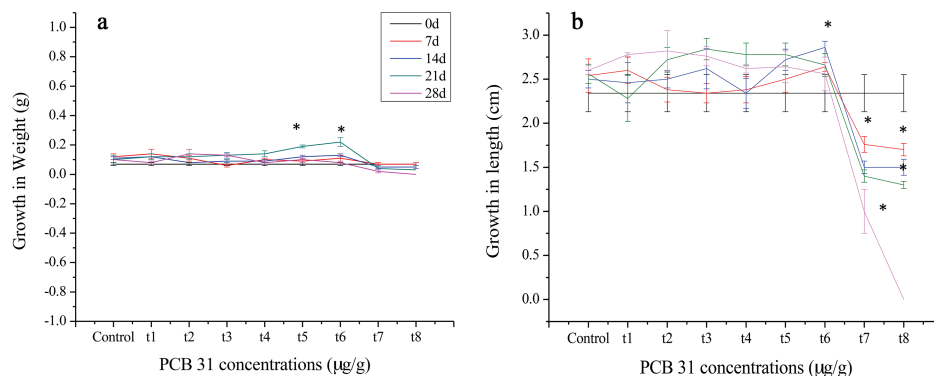 a
1.0
0.8
0.6
0.4
0.2
0.0
-0.2
-0.4
-0.6
-0.8
-1.0
Growth in Weight (g)
0d
7d
14d
21d
28d
* *
Control t1 t2 t3 t4 t5 t6 t7 t8
PCB 31 concentrations (μg/g)
b
3.0
2.5
2.0
1.5
1.0
0.5
0.0
Growth in length (cm)
*
* *
*
*
Control t1 t2 t3 t4 t5 t6 t7 t8
PCB 31 concentrations (μg/g)